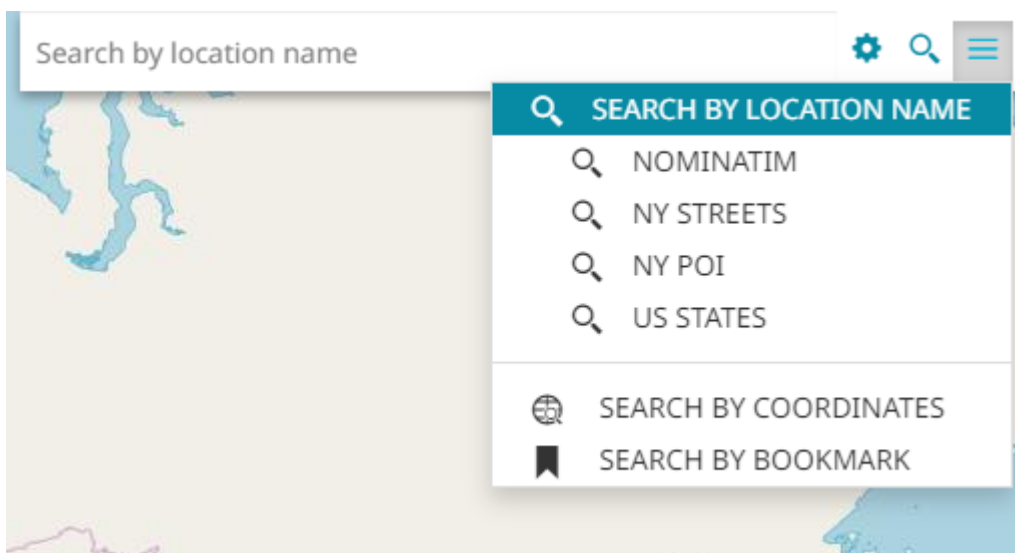 Search by location name
SEARCH BY LOCATION NAME
NOMINATIM
NY STREETS
NY POI
US STATES
SEARCH BY COORDINATES
SEARCH BY BOOKMARK